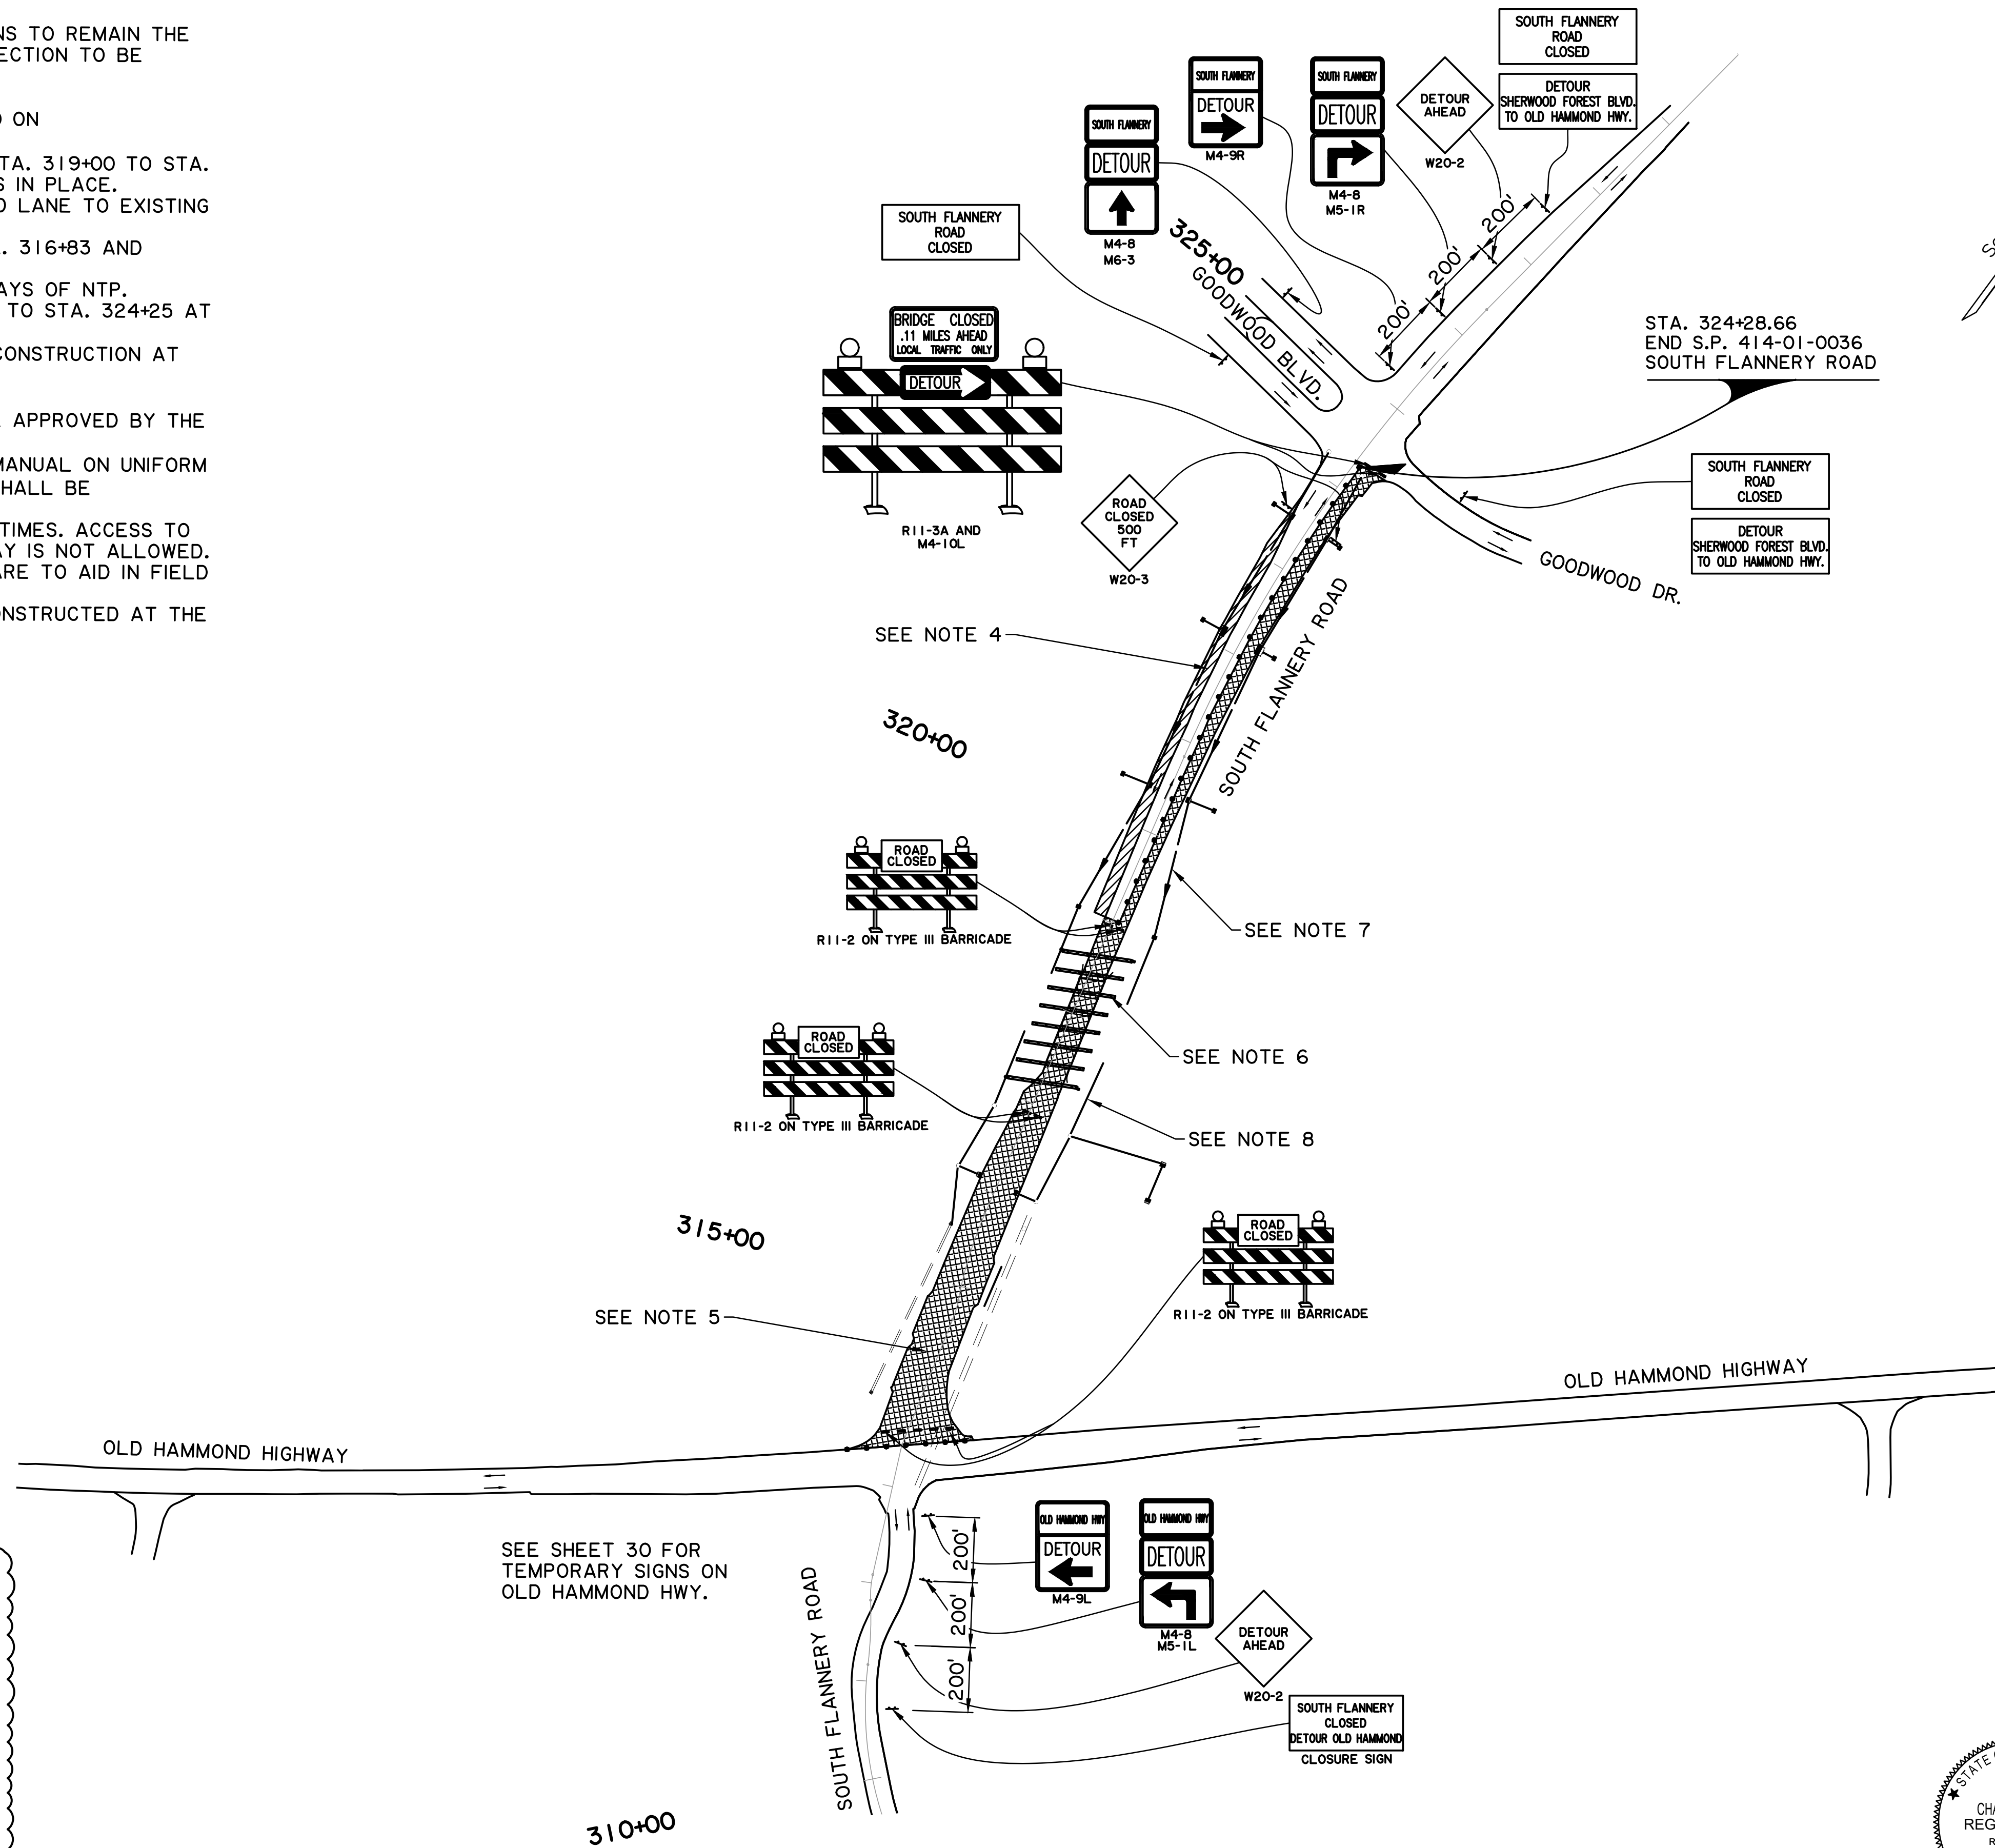 NS TO REMAIN THE
ECTION TO BE
ON
TA. 319+00 TO STA.
S IN PLACE.
LANE TO EXISTING
. 316+83 AND
AYS OF NTP.
TO STA. 324+25 AT
CONSTRUCTION AT
APPROVED BY THE
MANUAL ON UNIFORM
HALL BE
TIMES. ACCESS TO
AY IS NOT ALLOWED.
ARE TO AID IN FIELD
ONSTRUCTED AT THE
SOUTH FLANNERY
ROAD
CLOSED
DETOUR
SHERWOOD FOREST BLVD.
TO OLD HAMMOND HWY.
DETOUR
AHEAD
W20-2
SOUTH FLANNERY
DETOUR
M4-8
M5-1R
SOUTH FLANNERY
DETOUR
M4-9R
SOUTH FLANNERY
DETOUR
M4-8
M6-3
SOUTH FLANNERY
ROAD
CLOSED
200'
200'
200'
325+00
GOODWOOD BLVD.
BRIDGE CLOSED
.11 MILES AHEAD
LOCAL TRAFFIC ONLY
DETOUR
R11-3A AND
M4-10L
STA. 324+28.66
END S.P. 414-01-0036
SOUTH FLANNERY ROAD
ROAD
CLOSED
500
FT
W20-3
SOUTH FLANNERY
ROAD
CLOSED
DETOUR
SHERWOOD FOREST BLVD.
TO OLD HAMMOND HWY.
GOODWOOD DR.
SEE NOTE 4
SOUTH FLANNERY ROAD
320+00
ROAD
CLOSED
R11-2 ON TYPE III BARRICADE
SEE NOTE 7
ROAD
CLOSED
R11-2 ON TYPE III BARRICADE
SEE NOTE 6
SEE NOTE 8
315+00
ROAD
CLOSED
R11-2 ON TYPE III BARRICADE
SEE NOTE 5
OLD HAMMOND HIGHWAY
OLD HAMMOND HIGHWAY
SEE SHEET 30 FOR
TEMPORARY SIGNS ON
OLD HAMMOND HWY.
SOUTH FLANNERY ROAD
200'
200'
200'
OLD HAMMOND HWY
DETOUR
M4-9L
OLD HAMMOND HWY
DETOUR
M4-8
M5-1L
DETOUR
AHEAD
W20-2
SOUTH FLANNERY
CLOSED
DETOUR OLD HAMMOND
CLOSURE SIGN
310+00
STATE
CHA
REG